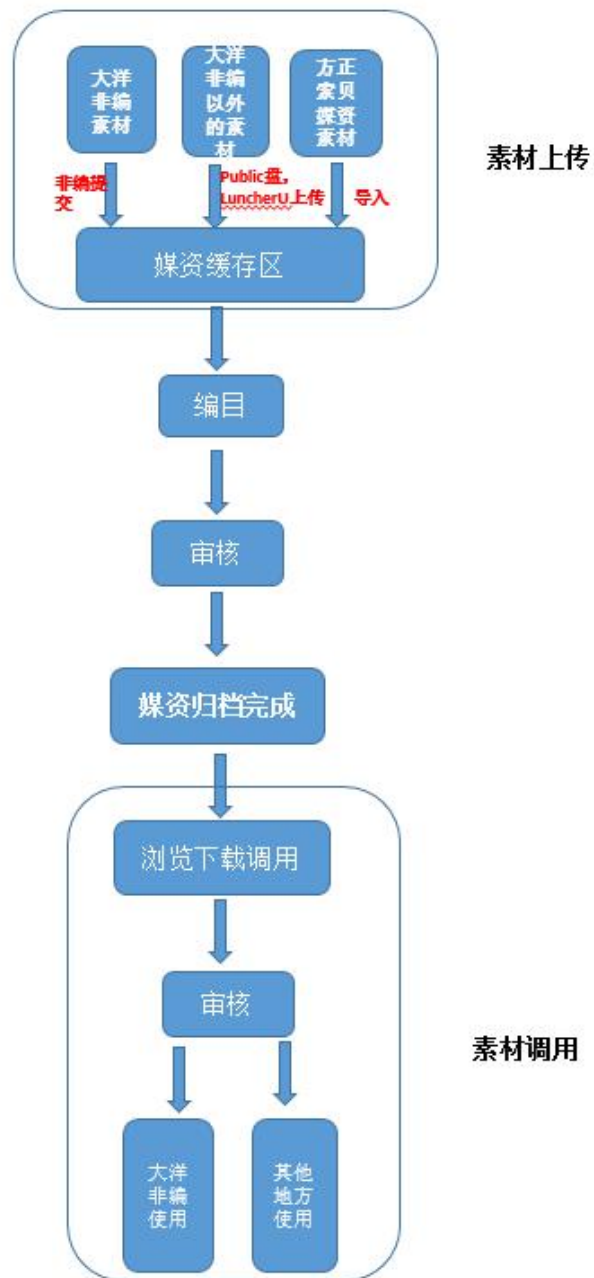 大洋
非编
素材
大洋
非编
以外
的素
材
方正
索贝
媒资
素材
素材上传
非编提
交
Public盘，
LuncherU上传
导入
媒资缓存区
编目
审核
媒资归档完成
浏览下载调用
审核
素材调用
大洋
非编
使用
其他
地方
使用